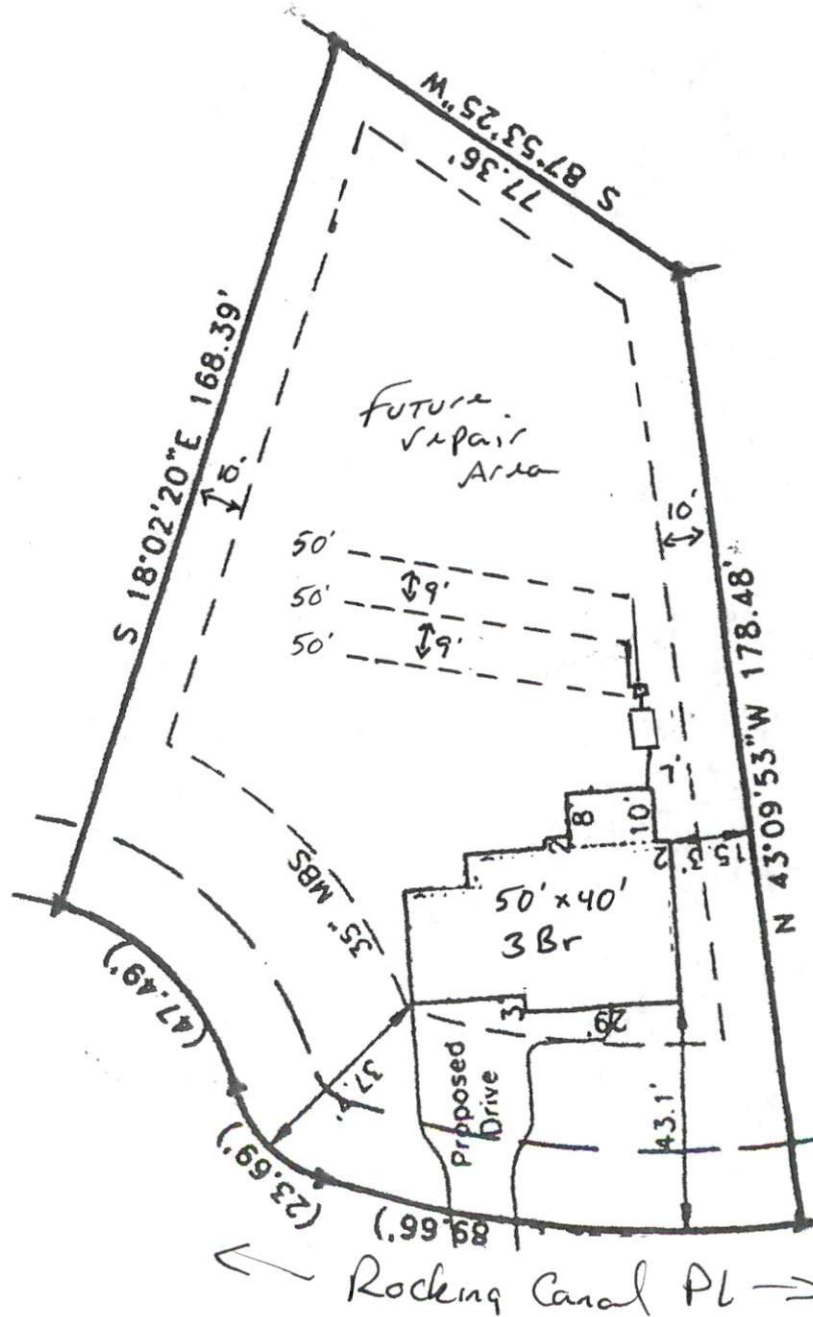 S 87°53'25"W
77.36'
S 18°02'20"E 168.39'
10'
Future
repair
Area
10'
50'
9'
50'
9'
50'
N 43°09'53"W 178.48'
7'
8'
10'
2
15
3'
35" MBS
50' x 40'
3 Br
(47.49')
3'
29'
37.
Proposed
Drive
43.1'
(23.69')
89.66')
Rocking Canal Pl